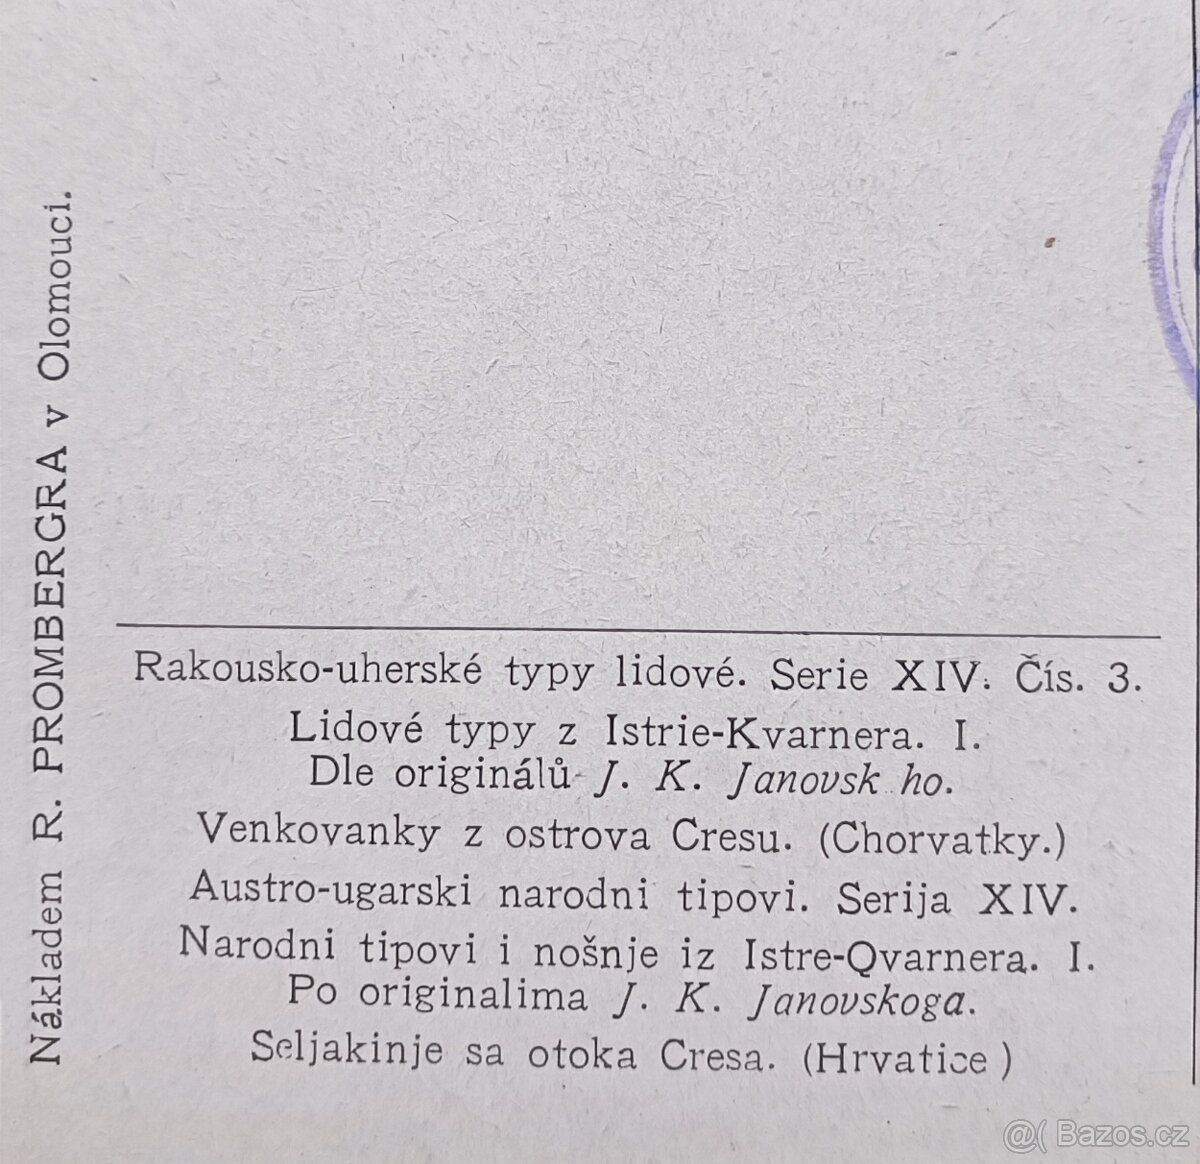 Nákladem R. PROMBERGRA v Olomouci.
Rakousko-uherské typy lidové. Serie XIV. Čís. 3.
Lidové typy z Istrie-Kvarnera. I.
Dle originálů J. K. Janovsk ho.
Venkovanky z ostrova Cresu. (Chorvatky.)
Austro-ugarski narodni tipovi. Serija XIV.
Narodni tipovi i nošnje iz Istre-Qvarnera. I.
Po originalima J. K. Janovskoga.
Seljakinje sa otoka Cresa. (Hrvatice )
@( Bazos.cz